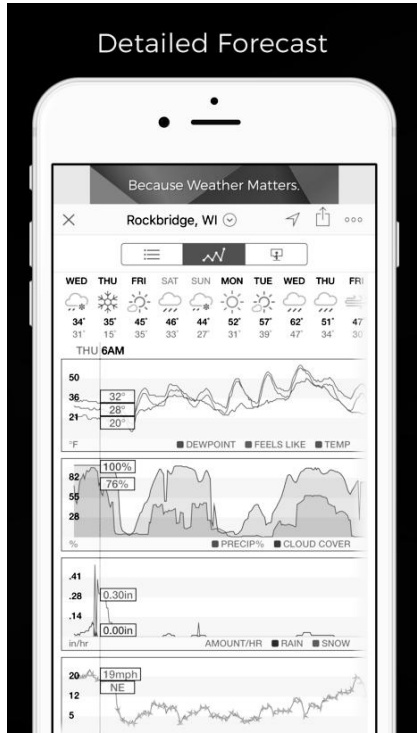 Detailed Forecast
Because Weather Matters.
Rockbridge, WI
WED THU FRI SAT SUN MON TUE WED THU FRI
34° 35° 45° 46° 44° 52° 57° 62° 51° 47
31° 15° 35° 33° 27° 31° 39° 47° 34° 30
THU 6AM
50
36 32°
28°
21 20°
°F DEWPOINT FEELS LIKE TEMP
100%
82 76%
55
28
% PRECIP% CLOUD COVER
.41
.28 0.30in
.14
0.00in
in/hr AMOUNT/HR RAIN SNOW
20 19mph
NE
12
5